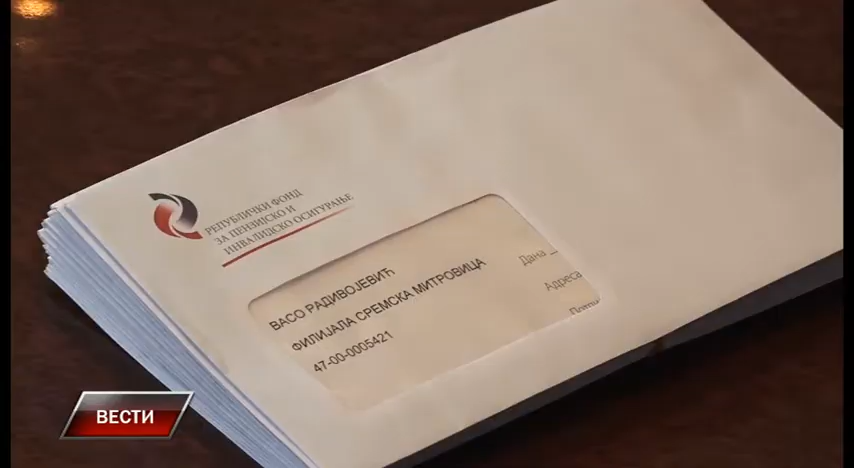 РЕПУБЛИЧКИ ФОНД
ЗА ПЕНЗИЈСКО И
ИНВАЛИДСКО ОСИГУРАЊЕ
ВАСО РАДИВОЈЕВИЋ
ФИЛИЈАЛА СРЕМСКА МИТРОВИЦА
47-00-0005421
Дана
Адреса
ВЕСТИ